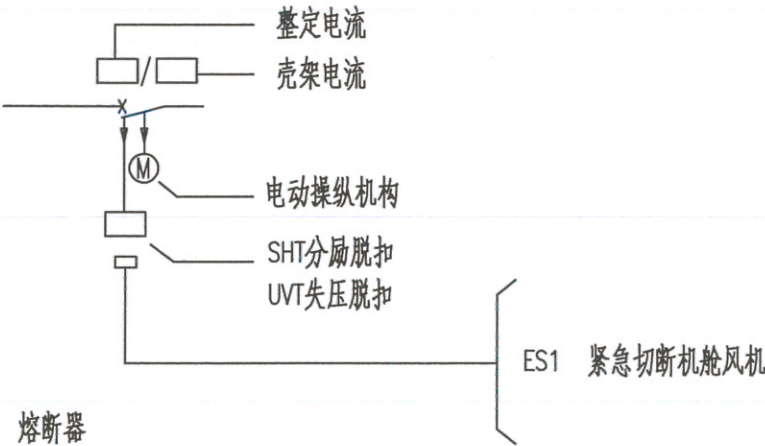 整定电流
/
壳架电流
M
电动操纵机构
SHT分励脱扣
UVT失压脱扣
ES1 紧急切断机舱风机
熔断器